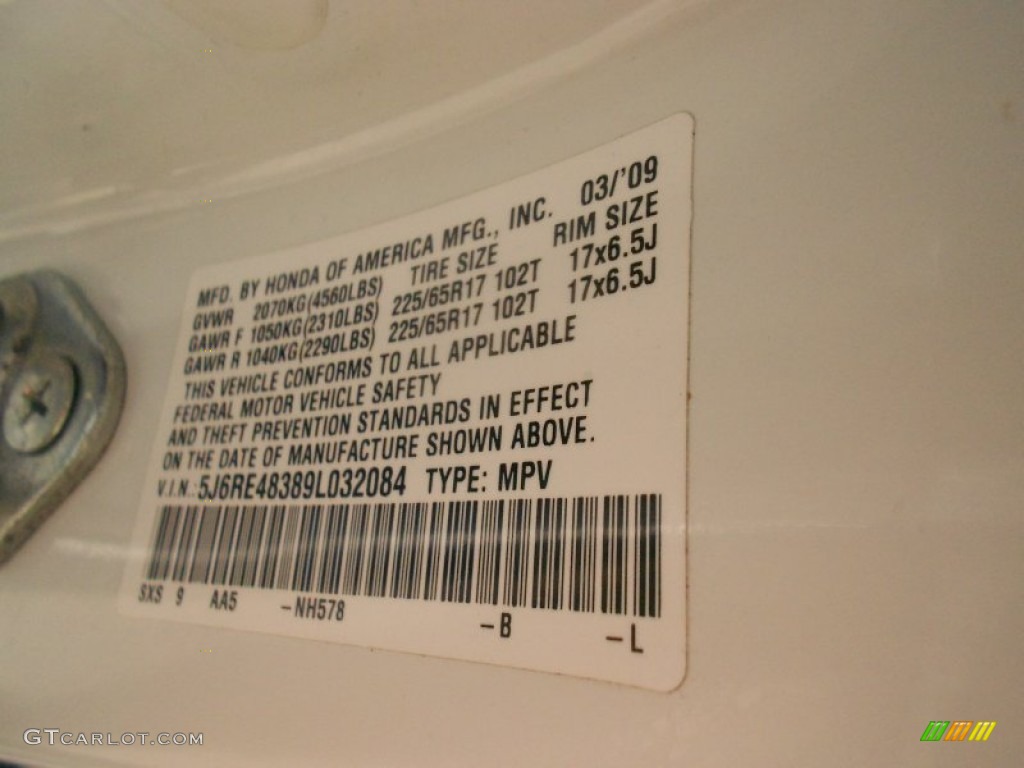 MFD. BY HONDA OF AMERICA MFG., INC. 03/'09
GVWR 2070KG(4560LBS) TIRE SIZE RIM SIZE
GAWR F 1050KG(2310LBS) 225/65R17 102T 17x6.5J
GAWR R 1040KG(2290LBS) 225/65R17 102T 17x6.5J
THIS VEHICLE CONFORMS TO ALL APPLICABLE
FEDERAL MOTOR VEHICLE SAFETY
AND THEFT PREVENTION STANDARDS IN EFFECT
ON THE DATE OF MANUFACTURE SHOWN ABOVE.
V.I.N.: 5J6RE48389L032084 TYPE: MPV
SXS 9 AA5 -NH578 -B -L
GTCARLOT.COM